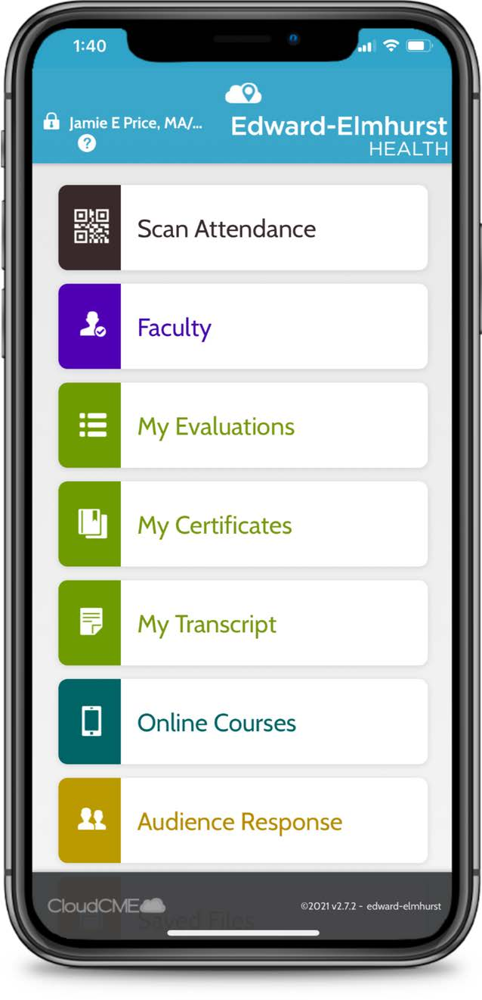 1:40
Jamie E Price, MA/...
?
Edward-Elmhurst
HEALTH
Scan Attendance
Faculty
My Evaluations
My Certificates
My Transcript
Online Courses
Audience Response
Saved Files
CloudCME
©2021 v2.7.2 - edward-elmhurst